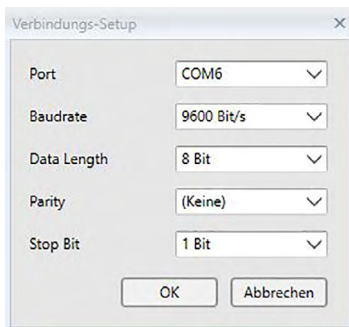 Verbindungs-Setup
Port COM6
Baudrate 9600 Bit/s
Data Length 8 Bit
Parity (Keine)
Stop Bit 1 Bit
OK Abbrechen